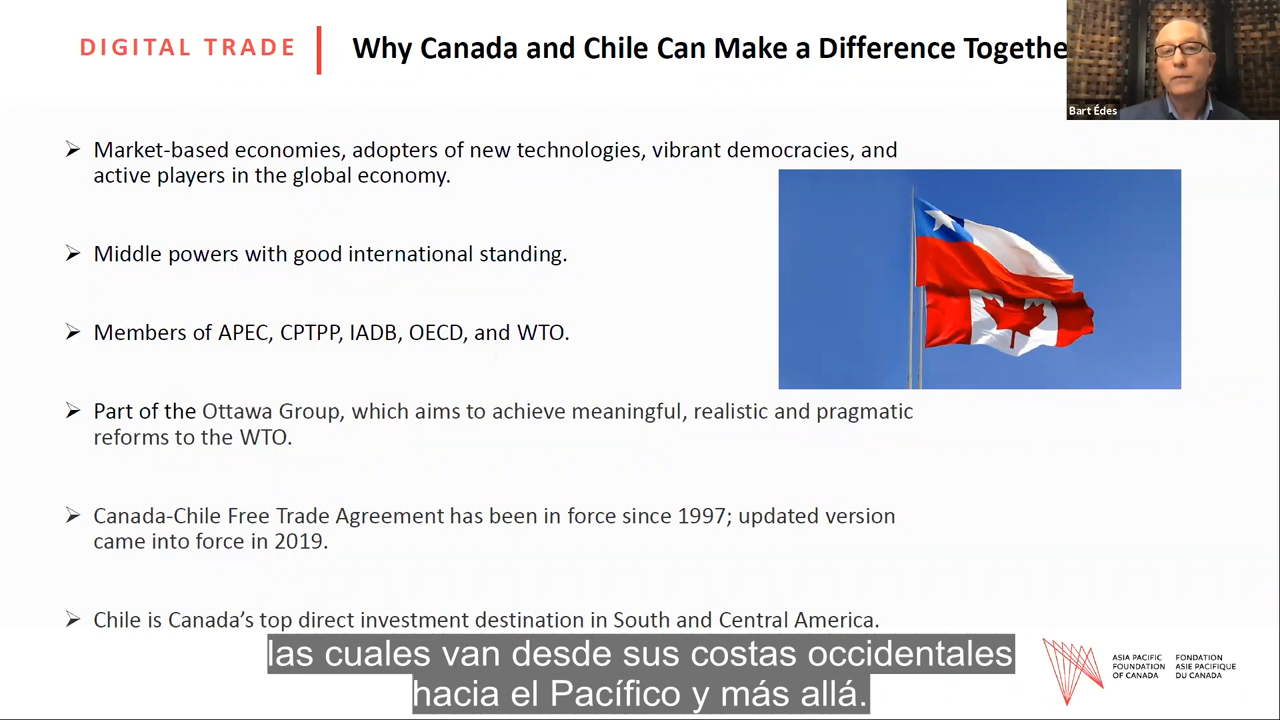 DIGITAL TRADE
Why Canada and Chile Can Make a Difference Togethe
Bart Édes
Market-based economies, adopters of new technologies, vibrant democracies, and
active players in the global economy.
Middle powers with good international standing.
Members of APEC, CPTPP, IADB, OECD, and WTO.
Part of the Ottawa Group, which aims to achieve meaningful, realistic and pragmatic
reforms to the WTO.
Canada-Chile Free Trade Agreement has been in force since 1997; updated version
came into force in 2019.
Chile is Canada’s top direct investment destination in South and Central America.
las cuales van desde sus costas occidentales
hacia el Pacífico y más allá.
ASIA PACIFIC
FOUNDATION
OF CANADA
FONDATION
ASIE PACIFIQUE
DU CANADA